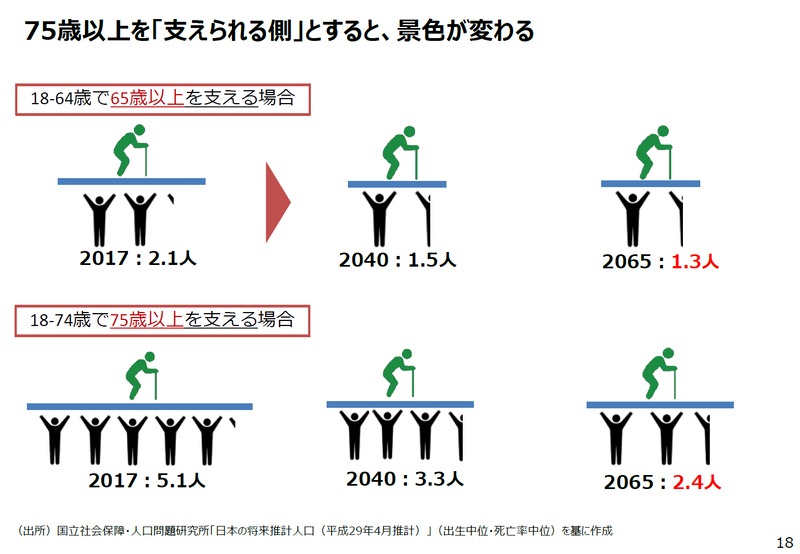 75歳以上を「支えられる側」とすると、景色が変わる
18-64歳で65歳以上を支える場合
2017：2.1人
2040：1.5人
2065：1.3人
18-74歳で75歳以上を支える場合
2017：5.1人
2040：3.3人
2065：2.4人
（出所）国立社会保障・人口問題研究所「日本の将来推計人口（平成29年4月推計）」（出生中位・死亡率中位）を基に作成
18